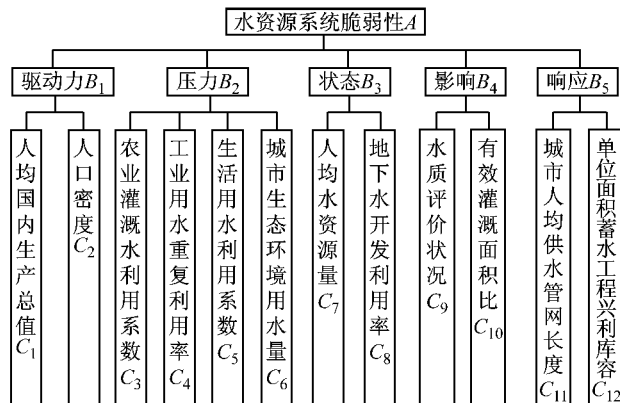 水资源系统脆弱性A
驱动力B₁
压力B₂
状态B₃
影响B₄
响应B₅
人均国内生产总值C₁
人口密度C₂
农业灌溉水利用系数C₃
工业用水重复利用率C₄
生活用水利用系数C₅
城市生态环境用水量C₆
人均水资源量C₇
地下水开发利用率C₈
水质评价状况C₉
有效灌溉面积比C₁₀
城市人均供水管网长度C₁₁
单位面积蓄水工程兴利库容C₁₂